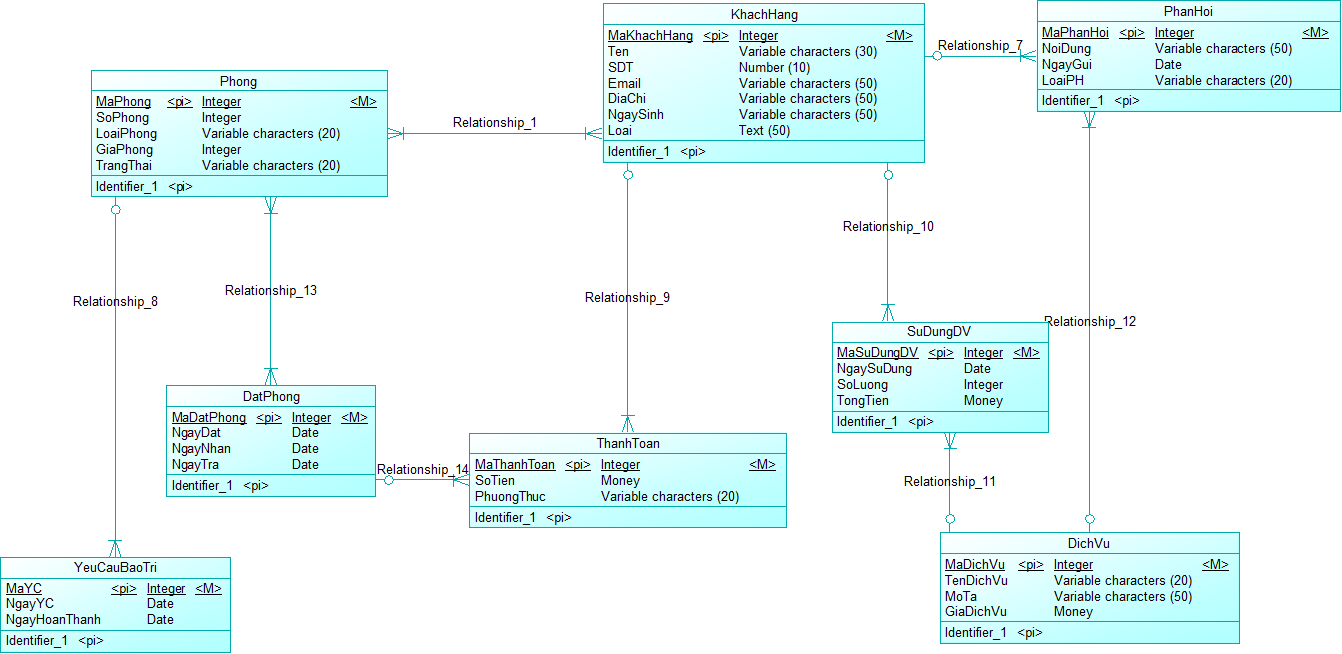 KhachHang
MaKhachHang <pi> Integer <M>
Ten Variable characters (30)
SDT Number (10)
Email Variable characters (50)
DiaChi Variable characters (50)
NgaySinh Variable characters (50)
Loai Text (50)
Identifier_1 <pi>
PhanHoi
MaPhanHoi <pi> Integer <M>
NoiDung Variable characters (50)
NgayGui Date
LoaiPH Variable characters (20)
Identifier_1 <pi>
Relationship_7
Phong
MaPhong <pi> Integer <M>
SoPhong Integer
LoaiPhong Variable characters (20)
GiaPhong Integer
TrangThai Variable characters (20)
Identifier_1 <pi>
Relationship_1
Relationship_10
Relationship_13
Relationship_8
Relationship_9
Relationship_12
SuDungDV
MaSuDungDV <pi> Integer <M>
NgaySuDung Date
SoLuong Integer
TongTien Money
Identifier_1 <pi>
DatPhong
MaDatPhong <pi> Integer <M>
NgayDat Date
NgayNhan Date
NgayTra Date
Identifier_1 <pi>
Relationship_14
ThanhToan
MaThanhToan <pi> Integer <M>
SoTien Money
PhuongThuc Variable characters (20)
Identifier_1 <pi>
Relationship_11
DichVu
MaDichVu <pi> Integer <M>
TenDichVu Variable characters (20)
MoTa Variable characters (50)
GiaDichVu Money
Identifier_1 <pi>
YeuCauBaoTri
MaYC <pi> Integer <M>
NgayYC Date
NgayHoanThanh Date
Identifier_1 <pi>